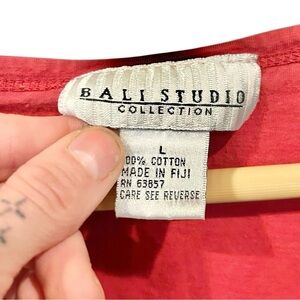 BALI STUDIO
COLLECTION
L
100% COTTON
MADE IN FIJI
RN 63857
CARE SEE REVERSE